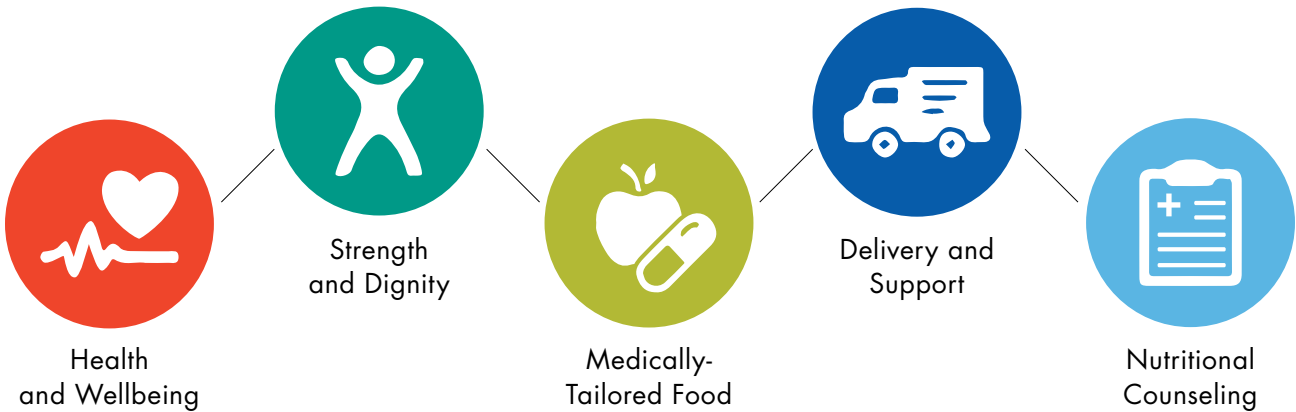 Health
and Wellbeing
Strength
and Dignity
Medically-
Tailored Food
Delivery and
Support
Nutritional
Counseling